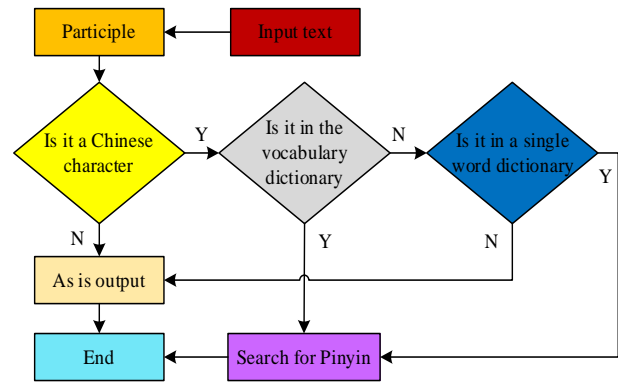 Participle
Input text
Is it a Chinese
character
Y
Is it in the
vocabulary
dictionary
N
Is it in a single
word dictionary
Y
N
Y
N
As is output
End
Search for Pinyin